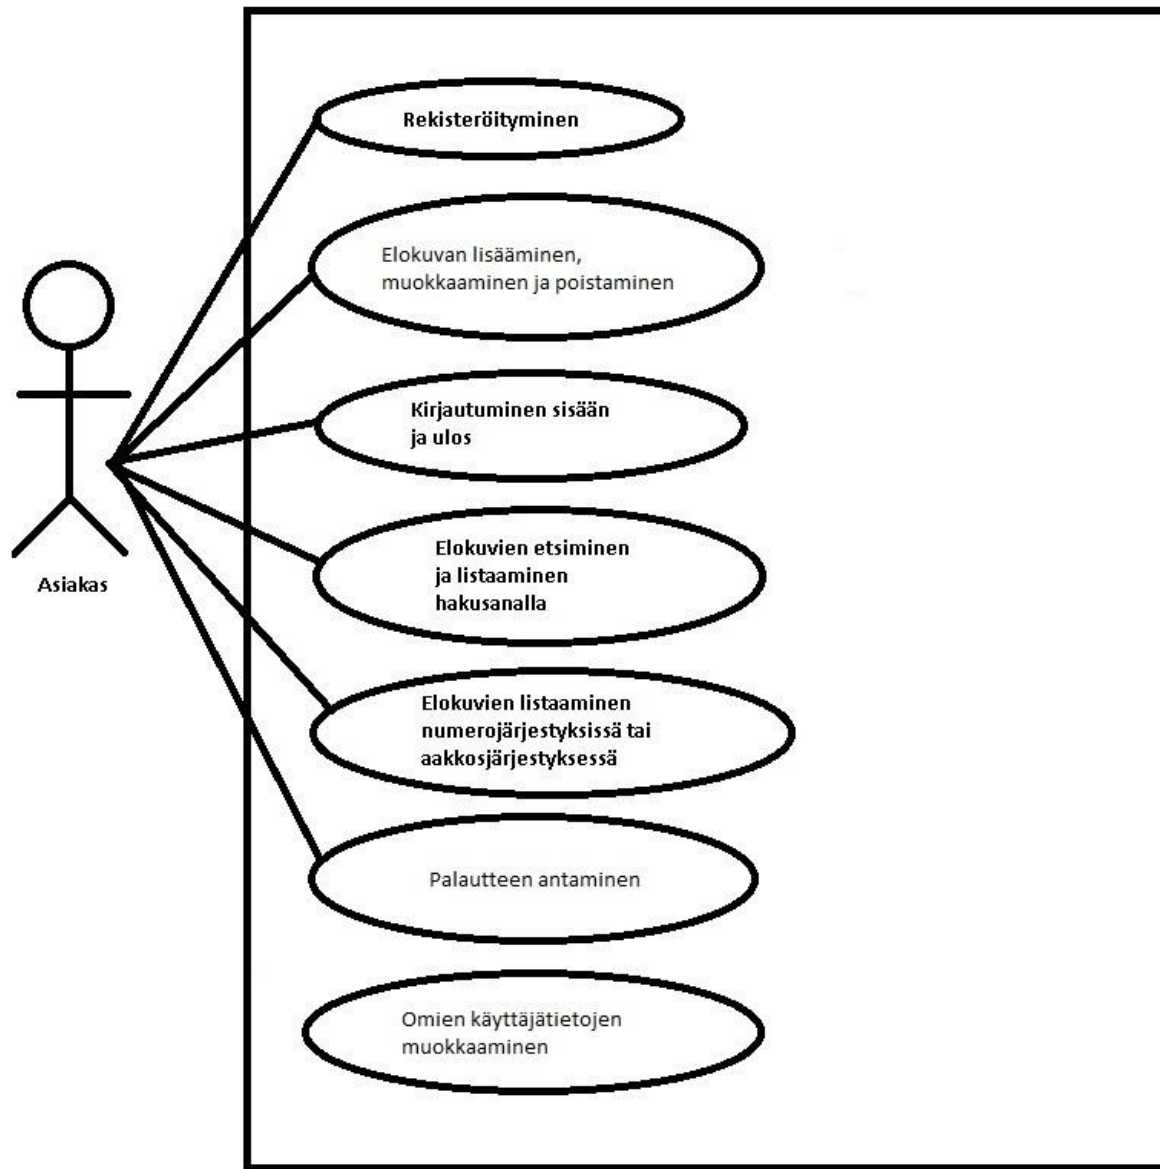 Rekisteröityminen
Elokuvan lisääminen,
muokkaaminen ja poistaminen
Kirjautuminen sisään
ja ulos
Elokuvien etsiminen
ja listaaminen
hakusanalla
Asiakas
Elokuvien listaaminen
numerojärjestyksissä tai
aakkosjärjestyksessä
Palautteen antaminen
Omien käyttäjätietojen
muokkaaminen